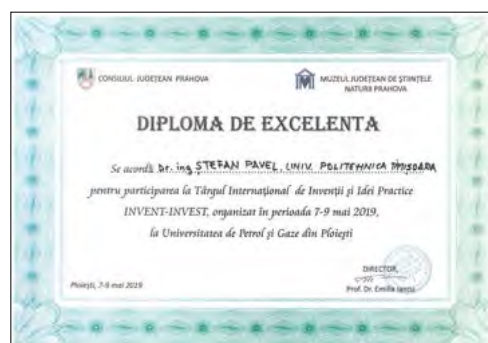 CONSILIUL JUDEȚEAN PRAHOVA
MUZEUL JUDEȚEAN DE ȘTIINȚELE
NATURII PRAHOVA
DIPLOMA DE EXCELENTA
Se acordă Dr. ing ȘTEFAN PAVEL, UNIV. POLITEHNICA TIMIȘOARA
pentru participarea la Târgul Internațional de Invenții și Idei Practice
INVENT-INVEST, organizat în perioada 7-9 mai 2019,
la Universitatea de Petrol și Gaze din Ploiești
DIRECTOR,
Ploiești, 7-9 mai 2019
Prof. Dr. Emilia Iancu